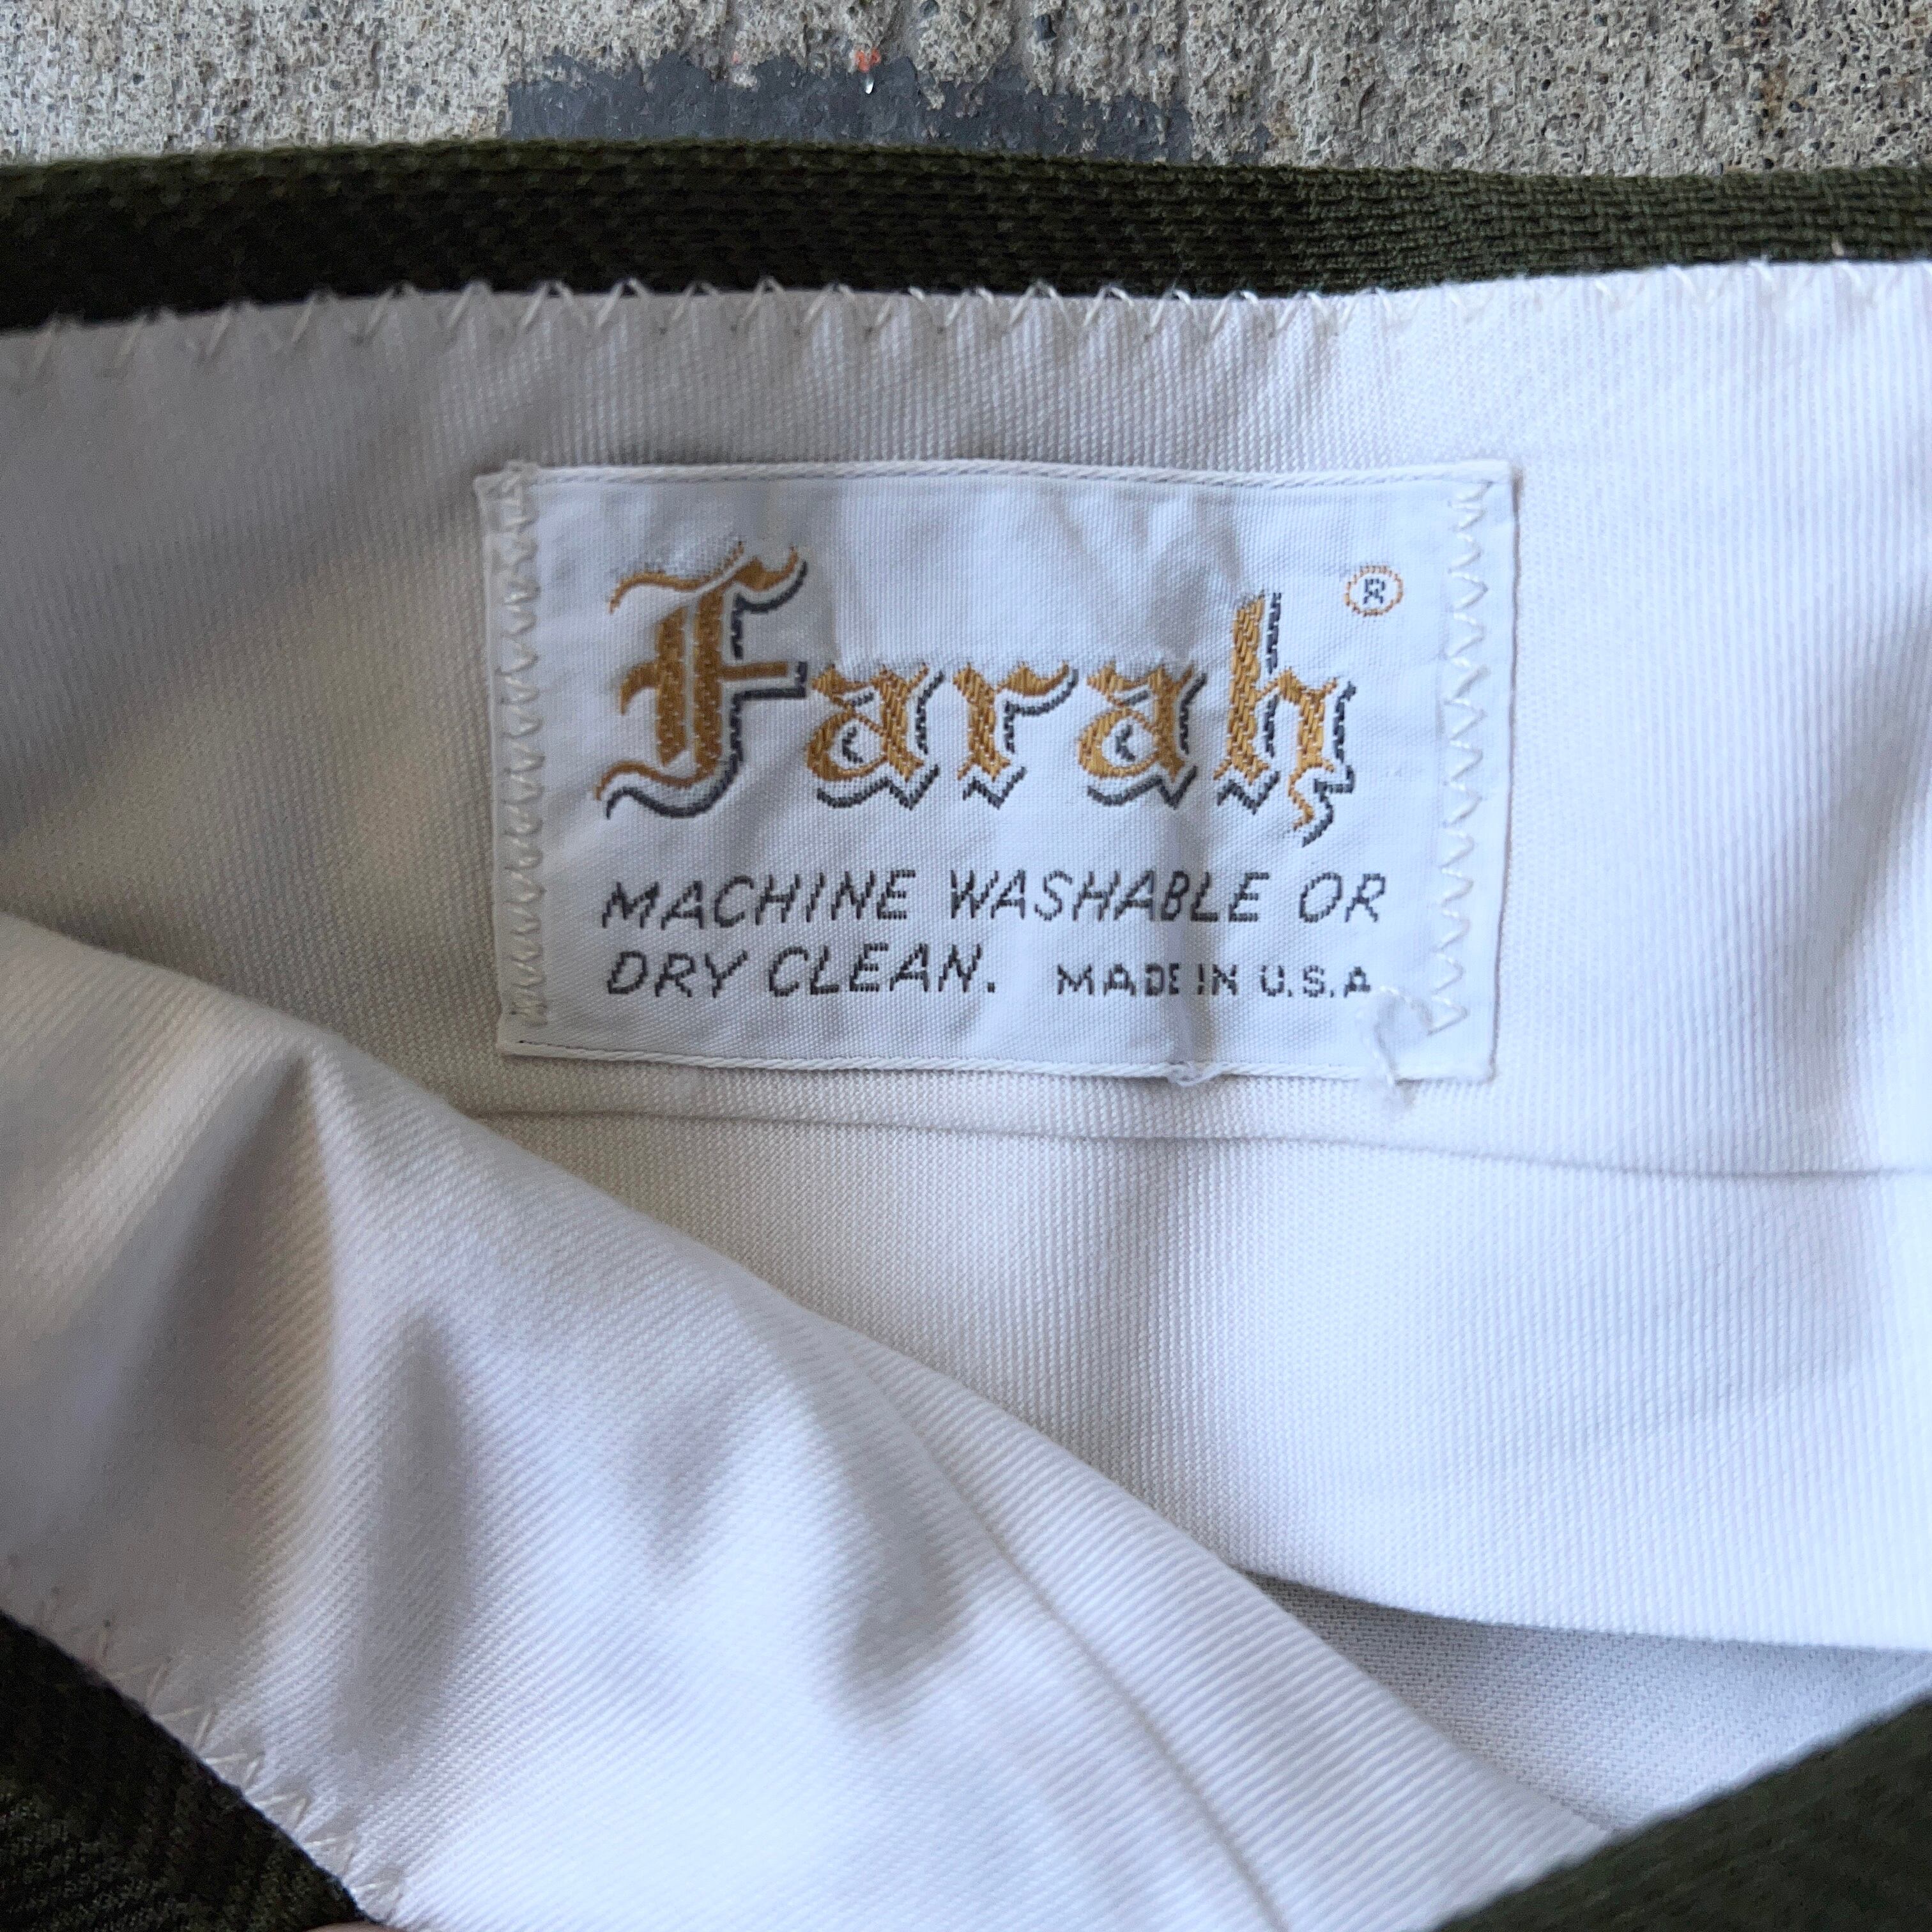 Farah ®
MACHINE WASHABLE OR
DRY CLEAN. MADE IN U.S.A